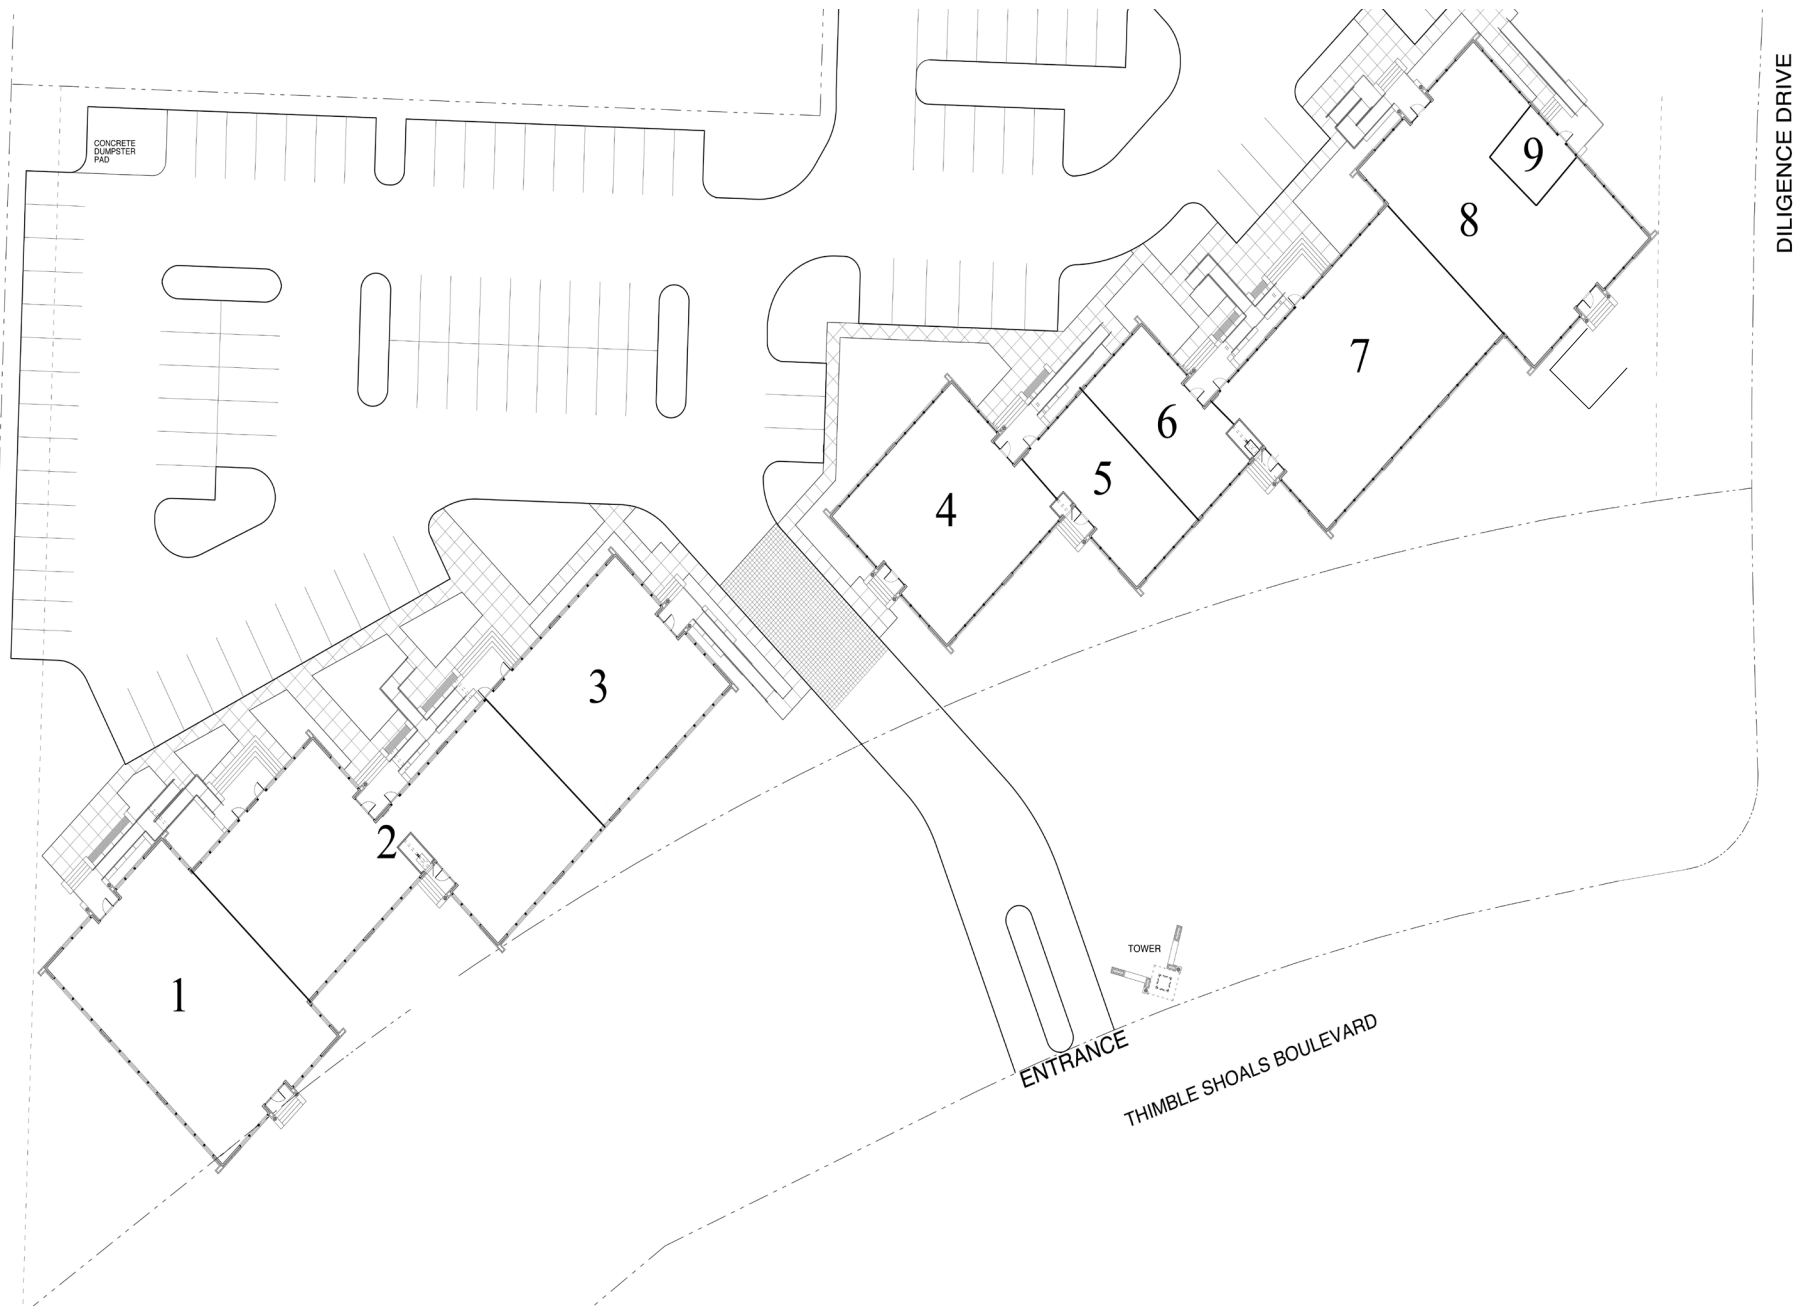 DILIGENCE DRIVE
CONCRETE
DUMPSTER
PAD
9
8
7
6
5
4
3
2
1
TOWER
ENTRANCE
THIMBLE SHOALS BOULEVARD